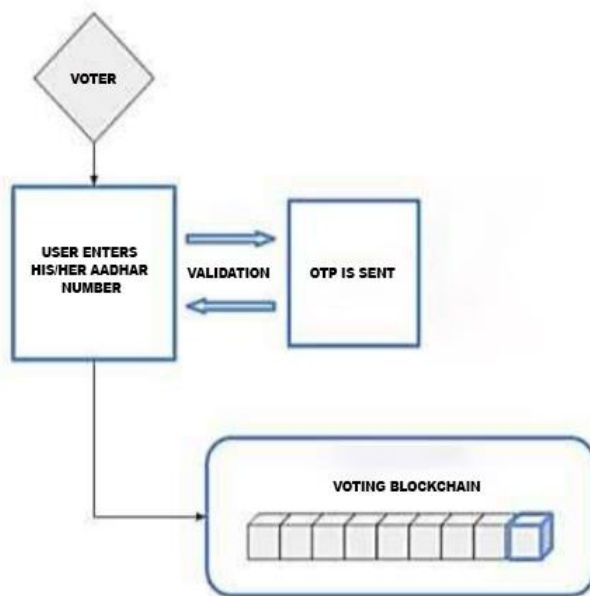 VOTER
USER ENTERS
HIS/HER AADHAR
NUMBER
VALIDATION
OTP IS SENT
VOTING BLOCKCHAIN